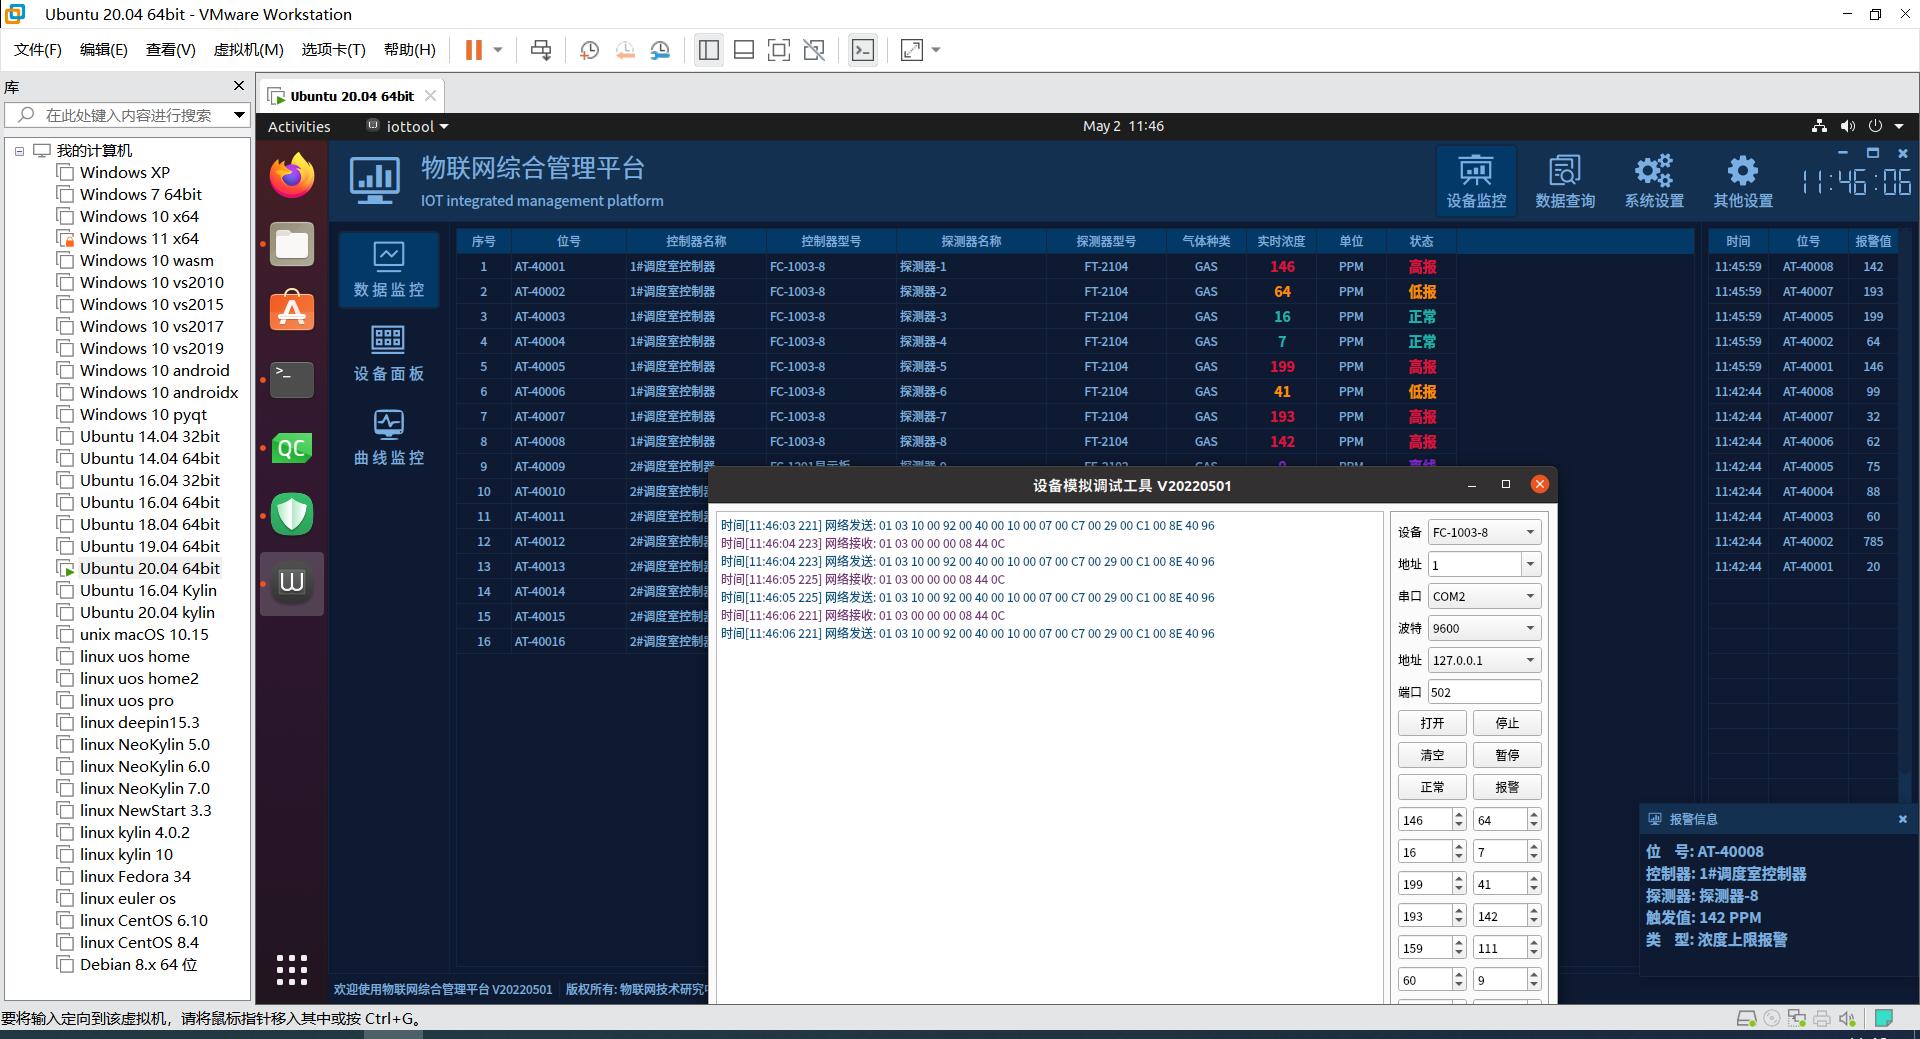 Ubuntu 20.04 64bit - VMware Workstation
文件(F) 编辑(E) 查看(V) 虚拟机(M) 选项卡(T) 帮助(H)
库
在此处键入内容进行搜索
我的计算机
Windows XP
Windows 7 64bit
Windows 10 x64
Windows 11 x64
Windows 10 wasm
Windows 10 vs2010
Windows 10 vs2015
Windows 10 vs2017
Windows 10 vs2019
Windows 10 android
Windows 10 androidx
Windows 10 pyqt
Ubuntu 14.04 32bit
Ubuntu 14.04 64bit
Ubuntu 16.04 32bit
Ubuntu 16.04 64bit
Ubuntu 18.04 64bit
Ubuntu 19.04 64bit
Ubuntu 20.04 64bit
Ubuntu 16.04 Kylin
Ubuntu 20.04 kylin
unix macOS 10.15
linux uos home
linux uos home2
linux uos pro
linux deepin15.3
linux NeoKylin 5.0
linux NeoKylin 6.0
linux NeoKylin 7.0
linux NewStart 3.3
linux kylin 4.0.2
linux kylin 10
linux Fedora 34
linux euler os
linux CentOS 6.10
linux CentOS 8.4
Debian 8.x 64 位
Ubuntu 20.04 64bit
Activities iottool May 2 11:46
物联网综合管理平台
IOT integrated management platform
设备监控 数据查询 系统设置 其他设置 11:46:06
数据监控
设备面板
曲线监控
序号 位号 控制器名称 控制器型号 探测器名称 探测器型号 气体种类 实时浓度 单位 状态
1 AT-40001 1#调度室控制器 FC-1003-8 探测器-1 FT-2104 GAS 146 PPM 高报
2 AT-40002 1#调度室控制器 FC-1003-8 探测器-2 FT-2104 GAS 64 PPM 低报
3 AT-40003 1#调度室控制器 FC-1003-8 探测器-3 FT-2104 GAS 16 PPM 正常
4 AT-40004 1#调度室控制器 FC-1003-8 探测器-4 FT-2104 GAS 7 PPM 正常
5 AT-40005 1#调度室控制器 FC-1003-8 探测器-5 FT-2104 GAS 199 PPM 高报
6 AT-40006 1#调度室控制器 FC-1003-8 探测器-6 FT-2104 GAS 41 PPM 低报
7 AT-40007 1#调度室控制器 FC-1003-8 探测器-7 FT-2104 GAS 193 PPM 高报
8 AT-40008 1#调度室控制器 FC-1003-8 探测器-8 FT-2104 GAS 142 PPM 高报
9 AT-40009 2#调度室控制器
10 AT-40010 2#调度室控制
11 AT-40011 2#调度室控制
12 AT-40012 2#调度室控制
13 AT-40013 2#调度室控制
14 AT-40014 2#调度室控制
15 AT-40015 2#调度室控制
16 AT-40016 2#调度室控制
时间 位号 报警值
11:45:59 AT-40008 142
11:45:59 AT-40007 193
11:45:59 AT-40005 199
11:45:59 AT-40002 64
11:45:59 AT-40001 146
11:42:44 AT-40008 99
11:42:44 AT-40007 32
11:42:44 AT-40006 62
11:42:44 AT-40005 75
11:42:44 AT-40004 88
11:42:44 AT-40003 60
11:42:44 AT-40002 785
11:42:44 AT-40001 20
设备模拟调试工具 V20220501
时间[11:46:03 221] 网络发送: 01 03 10 00 92 00 40 00 10 00 07 00 C7 00 29 00 C1 00 8E 40 96
时间[11:46:04 223] 网络接收: 01 03 00 00 00 08 44 0C
时间[11:46:04 223] 网络发送: 01 03 10 00 92 00 40 00 10 00 07 00 C7 00 29 00 C1 00 8E 40 96
时间[11:46:05 225] 网络接收: 01 03 00 00 00 08 44 0C
时间[11:46:05 225] 网络发送: 01 03 10 00 92 00 40 00 10 00 07 00 C7 00 29 00 C1 00 8E 40 96
时间[11:46:06 221] 网络接收: 01 03 00 00 00 08 44 0C
时间[11:46:06 221] 网络发送: 01 03 10 00 92 00 40 00 10 00 07 00 C7 00 29 00 C1 00 8E 40 96
设备 FC-1003-8
地址 1
串口 COM2
波特 9600
地址 127.0.0.1
端口 502
打开 停止
清空 暂停
正常 报警
146 64
16 7
199 41
193 142
159 111
60 9
报警信息
位 号: AT-40008
控制器: 1#调度室控制器
探测器: 探测器-8
触发值: 142 PPM
类 型: 浓度上限报警
欢迎使用物联网综合管理平台 V20220501 版权所有: 物联网技术研究中
要将输入定向到该虚拟机，请将鼠标指针移入其中或按 Ctrl+G。